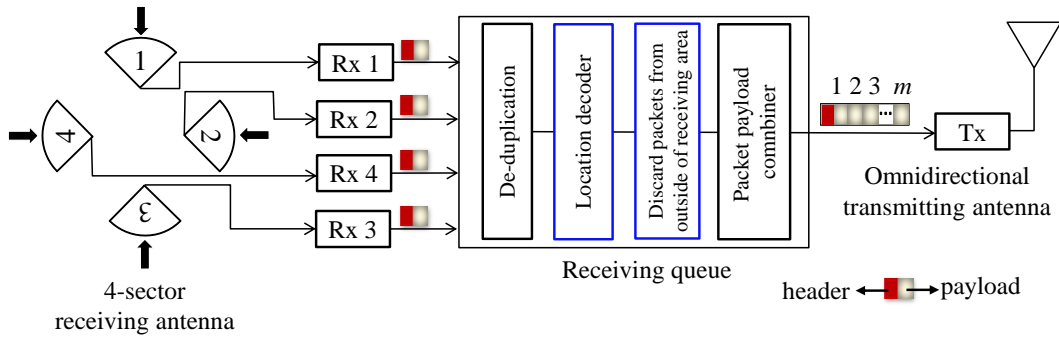 1
2
4
3
4-sector
receiving antenna
Rx 1
Rx 2
Rx 4
Rx 3
De-duplication
Location decoder
Discard packets from
outside of receiving area
Packet payload
comnbiner
Receiving queue
1 2 3 m
...
Tx
Omnidirectional
transmitting antenna
header
payload